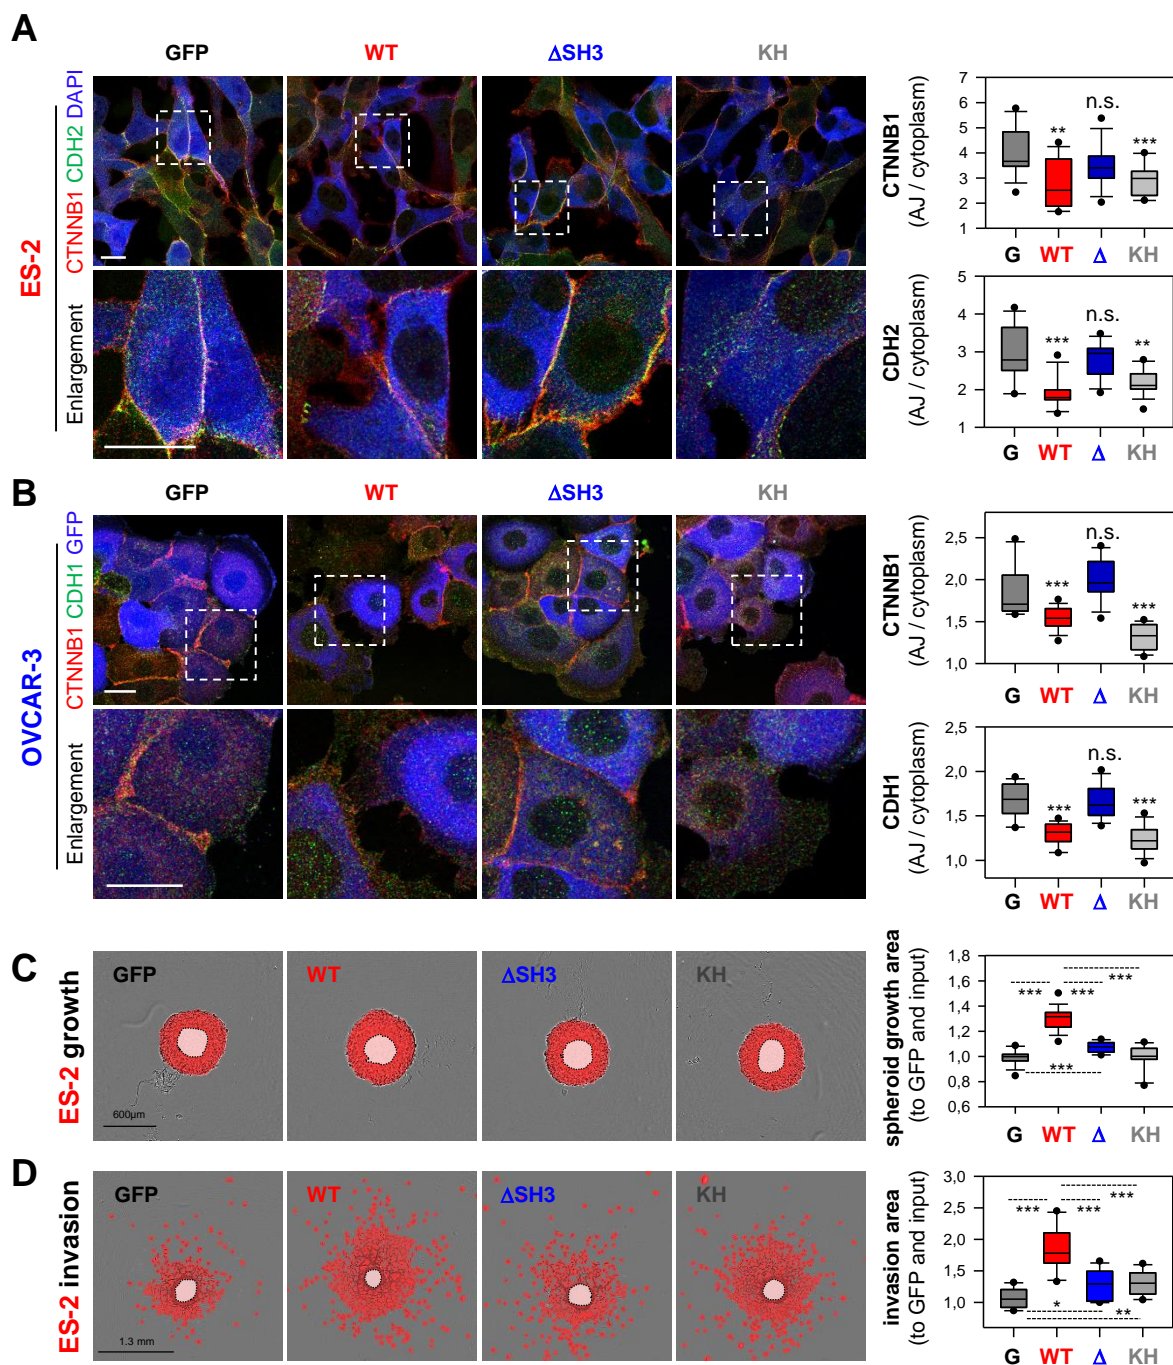 A
GFP WT ΔSH3 KH
ES-2
CTNNB1 CDH2 DAPI
Enlargement
CTNNB1
(AJ / cytoplasm)
7
6
5
4
3
2
1
** n.s. ***
G WT Δ KH
CDH2
(AJ / cytoplasm)
5
4
3
2
1
*** n.s. **
G WT Δ KH
B
GFP WT ΔSH3 KH
OVCAR-3
CTNNB1 CDH1 GFP
Enlargement
CTNNB1
(AJ / cytoplasm)
2,5
2,0
1,5
1,0
*** n.s. ***
CDH1
(AJ / cytoplasm)
2,5
2,0
1,5
1,0
*** n.s. ***
G WT Δ KH
C
ES-2 growth
GFP WT ΔSH3 KH
600µm
spheroid growth area
(to GFP and input)
1,8
1,6
1,4
1,2
1,0
0,8
0,6
***
*** ***
***
G WT Δ KH
D
ES-2 invasion
GFP WT ΔSH3 KH
1.3 mm
invasion area
(to GFP and input)
3,0
2,5
2,0
1,5
1,0
***
*** ***
* **
G WT Δ KH